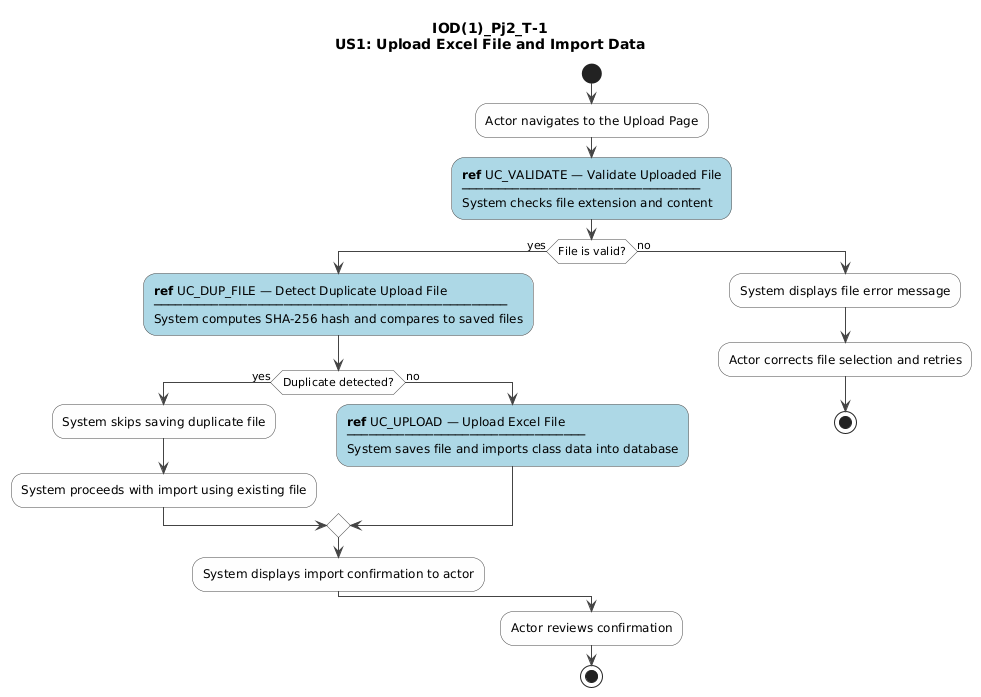 IOD(1)_Pj2_T-1
US1: Upload Excel File and Import Data
Actor navigates to the Upload Page
ref UC_VALIDATE — Validate Uploaded File
System checks file extension and content
yes
File is valid?
no
ref UC_DUP_FILE — Detect Duplicate Upload File
System computes SHA-256 hash and compares to saved files
System displays file error message
Actor corrects file selection and retries
yes
Duplicate detected?
no
System skips saving duplicate file
ref UC_UPLOAD — Upload Excel File
System saves file and imports class data into database
System proceeds with import using existing file
System displays import confirmation to actor
Actor reviews confirmation